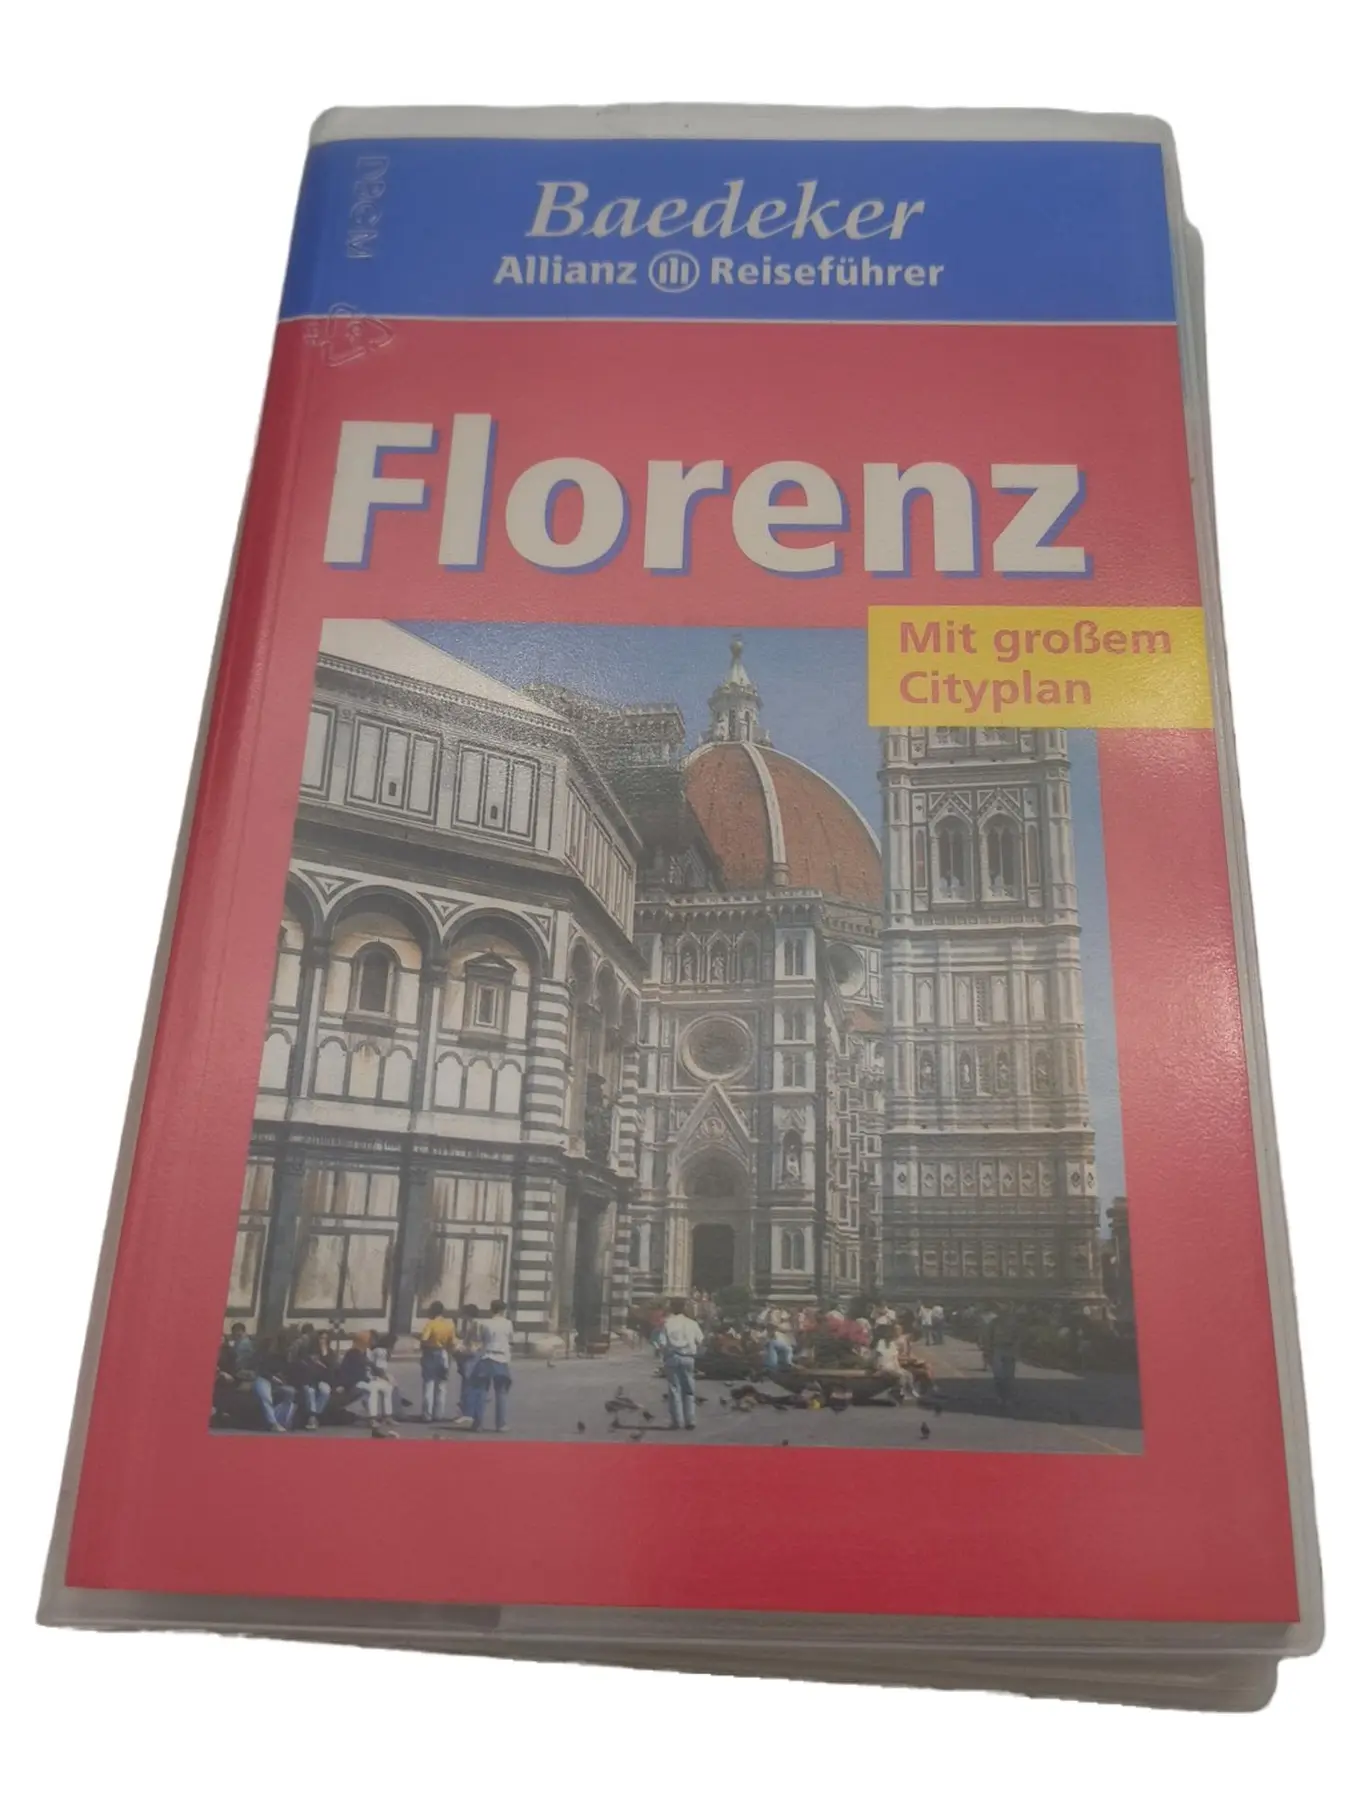 Baedeker
Allianz Reiseführer
Florenz
Mit großem
Cityplan